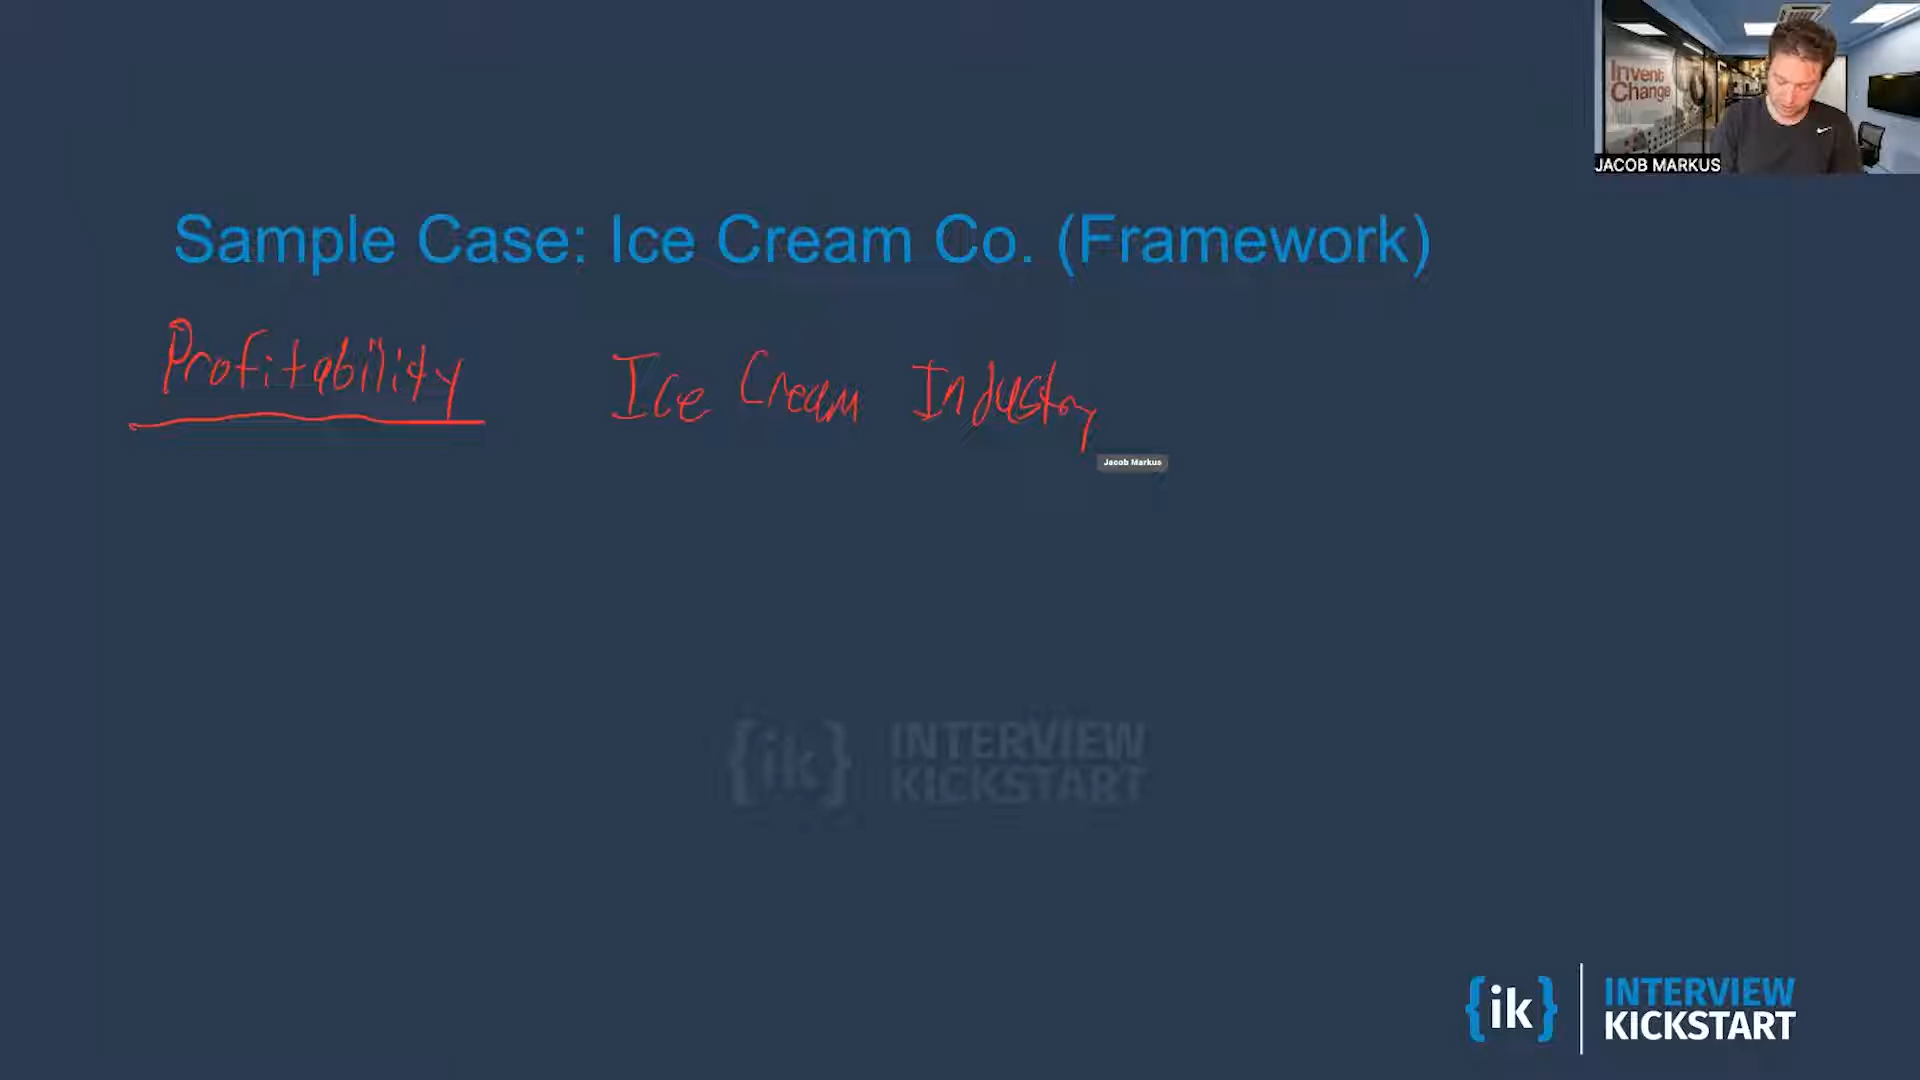 Invent
Change
JACOB MARKUS
Sample Case: Ice Cream Co. (Framework)
Profitability
Ice Cream Industry
Jacob Markus
{ik} INTERVIEW
KICKSTART
{ik} INTERVIEW
KICKSTART